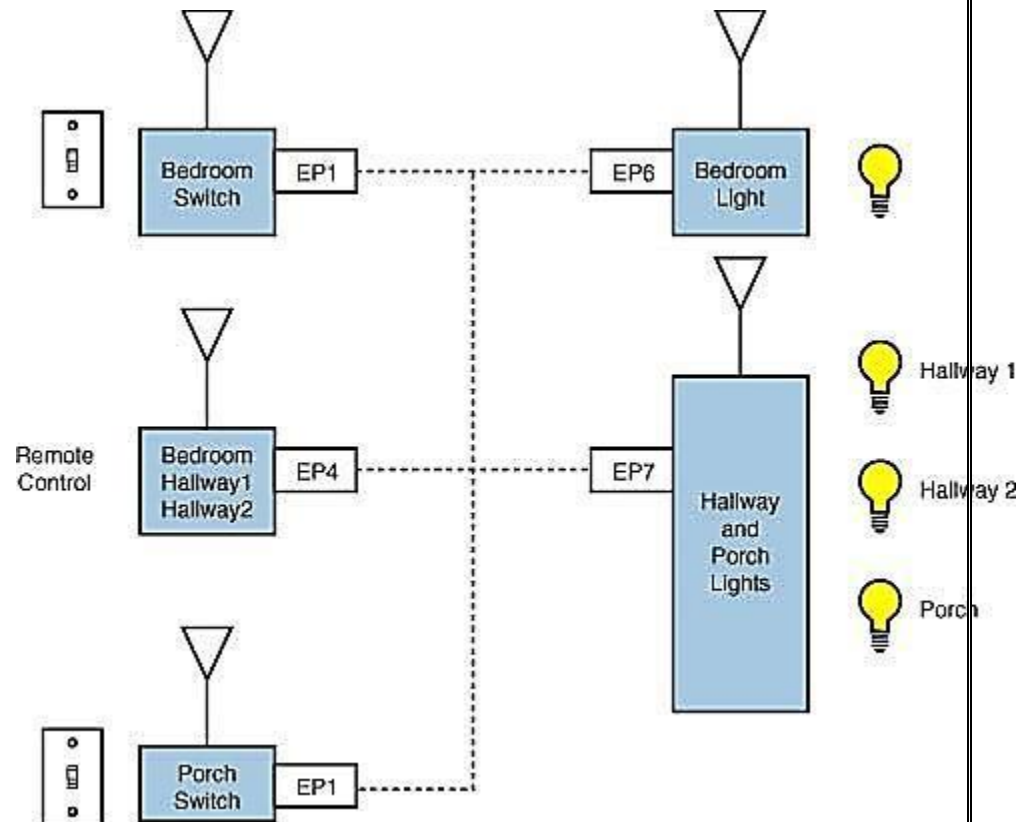 Bedroom
Switch
EP1
EP6
Bedroom
Light
Hallway 1
Remote
Control
Bedroom
Hallway1
Hallway2
EP4
EP7
Hallway
and
Porch
Lights
Hallway 2
Porch
Porch
Switch
EP1